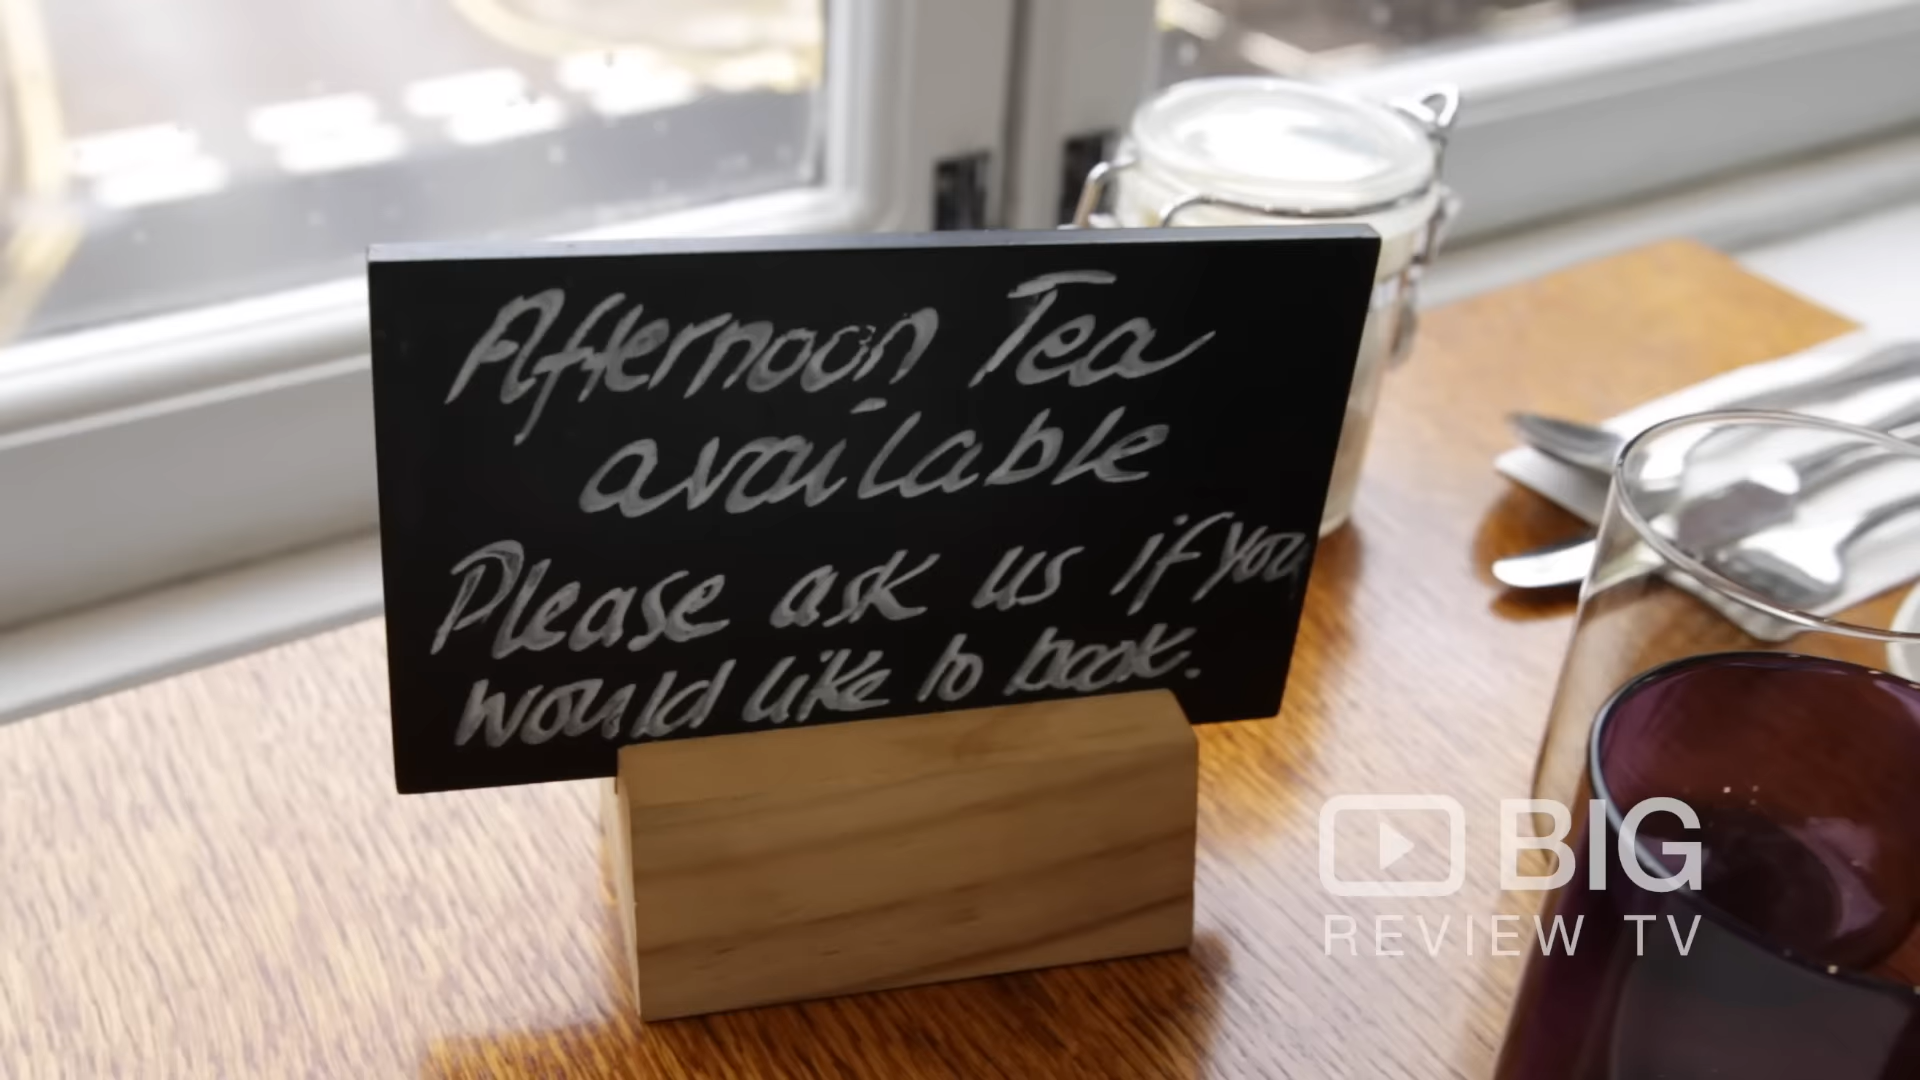 Afternoon Tea
available
Please ask us if you
would like to book.
BIG
REVIEW TV